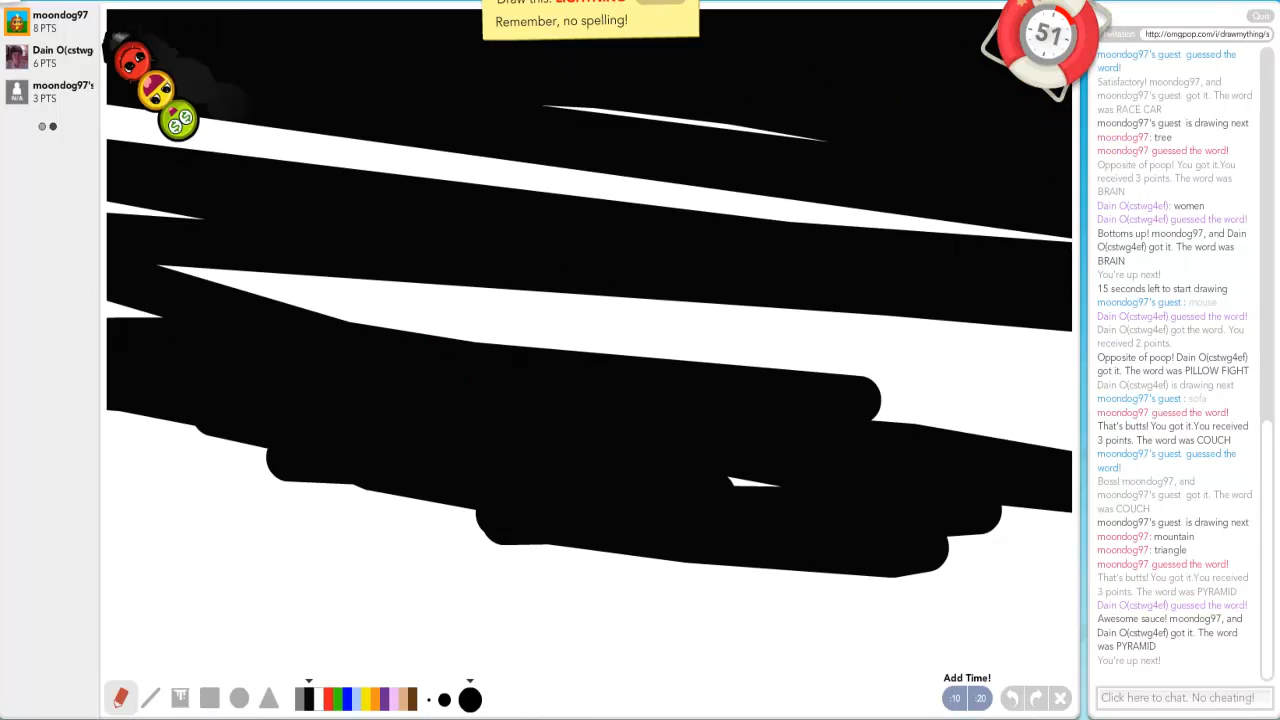 moondog97
8 PTS
Dain O(cstwg
6 PTS
moondog97's
3 PTS
N/A
Draw this: LIGHTNING
Remember, no spelling!
51
Quit
http://omgpop.com/i/drawmything/s
moondog97's guest guessed the
word!
Satisfactory! moondog97, and
moondog97's guest got it. The word
was RACE CAR
moondog97's guest is drawing next
moondog97: tree
moondog97 guessed the word!
Opposite of poop! You got it.You
received 3 points. The word was
BRAIN
Dain O(cstwg4ef): women
Dain O(cstwg4ef) guessed the word!
Bottoms up! moondog97, and Dain
O(cstwg4ef) got it. The word was
BRAIN
You're up next!
15 seconds left to start drawing
moondog97's guest : mouse
Dain O(cstwg4ef) guessed the word!
Dain O(cstwg4ef) got the word. You
received 2 points.
Opposite of poop! Dain O(cstwg4ef)
got it. The word was PILLOW FIGHT
Dain O(cstwg4ef) is drawing next
moondog97's guest : sofa
moondog97 guessed the word!
That's butts! You got it.You received
3 points. The word was COUCH
moondog97's guest guessed the
word!
Boss! moondog97, and
moondog97's guest got it. The word
was COUCH
moondog97's guest is drawing next
moondog97: mountain
moondog97: triangle
moondog97 guessed the word!
That's butts! You got it.You received
3 points. The word was PYRAMID
Dain O(cstwg4ef) guessed the word!
Awesome sauce! moondog97, and
Dain O(cstwg4ef) got it. The word
was PYRAMID
You're up next!
Add Time!
:10 :20
Click here to chat. No cheating!